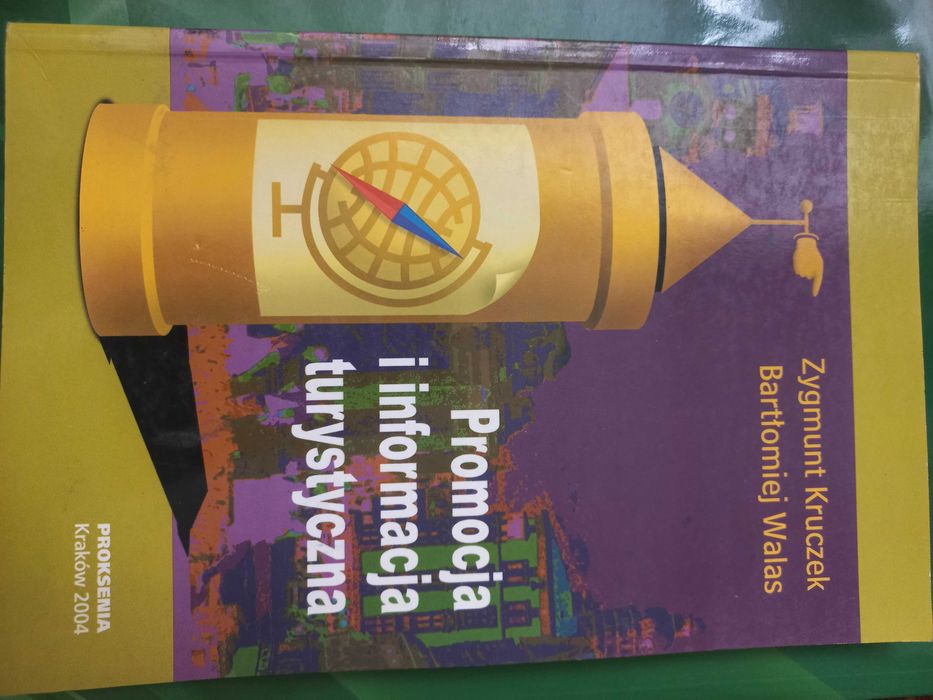 Zygmunt Kruczek
Bartłomiej Walas
Promocja
i informacja
turystyczna
PROKSENIA
Kraków 2004